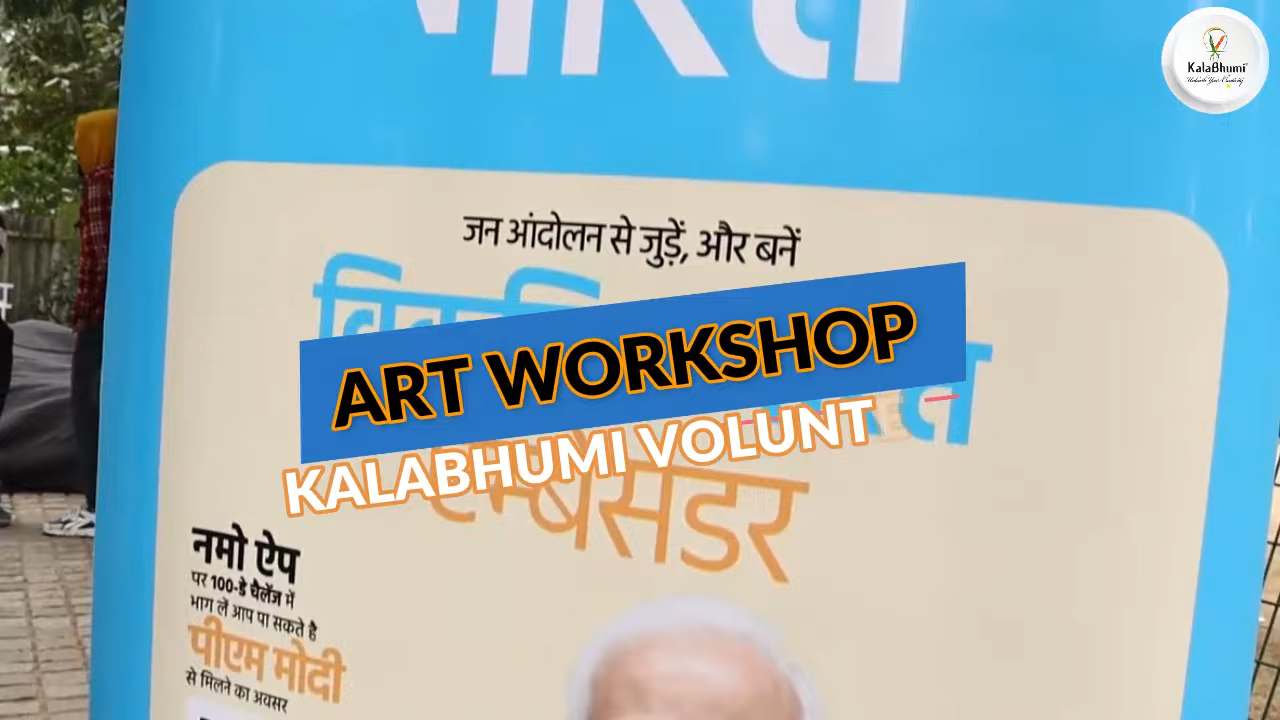 KalaBhumi
जन आंदोलन से जुड़ें, और बनें
ART WORKSHOP
KALABHUMI VOLUNT
नमो ऐप
पर 100-डे चैलेंज में
भाग लें आप पा सकते है
पीएम मोदी
से मिलने का अवसर